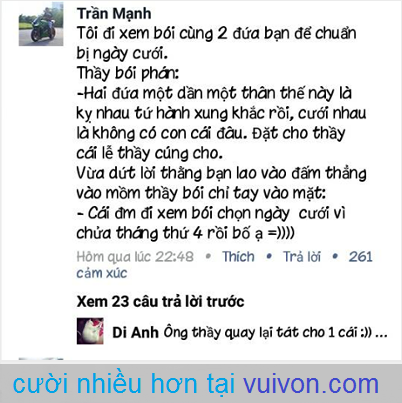 Trần Mạnh
Tôi đi xem bói cùng 2 đứa bạn để chuẩn
bị ngày cưới.
Thầy bói phán:
-Hai đứa một dần một thân thế này là
kỵ nhau tứ hành xung khắc rồi, cưới nhau
là không có con cái đâu. Đặt cho thầy
cái lễ thầy cúng cho.
Vừa dứt lời thằng bạn lao vào đấm thẳng
vào mồm thầy bói chỉ tay vào mặt:
- Cái đm đi xem bói chọn ngày cưới vì
chửa tháng thứ 4 rồi bố ạ =))))
Hôm qua lúc 22:48 • Thích • Trả lời • 261
cảm xúc
Xem 23 câu trả lời trước
Di Anh Ông thầy quay lại tát cho 1 cái :)) ...
cười nhiều hơn tại vuivon.com